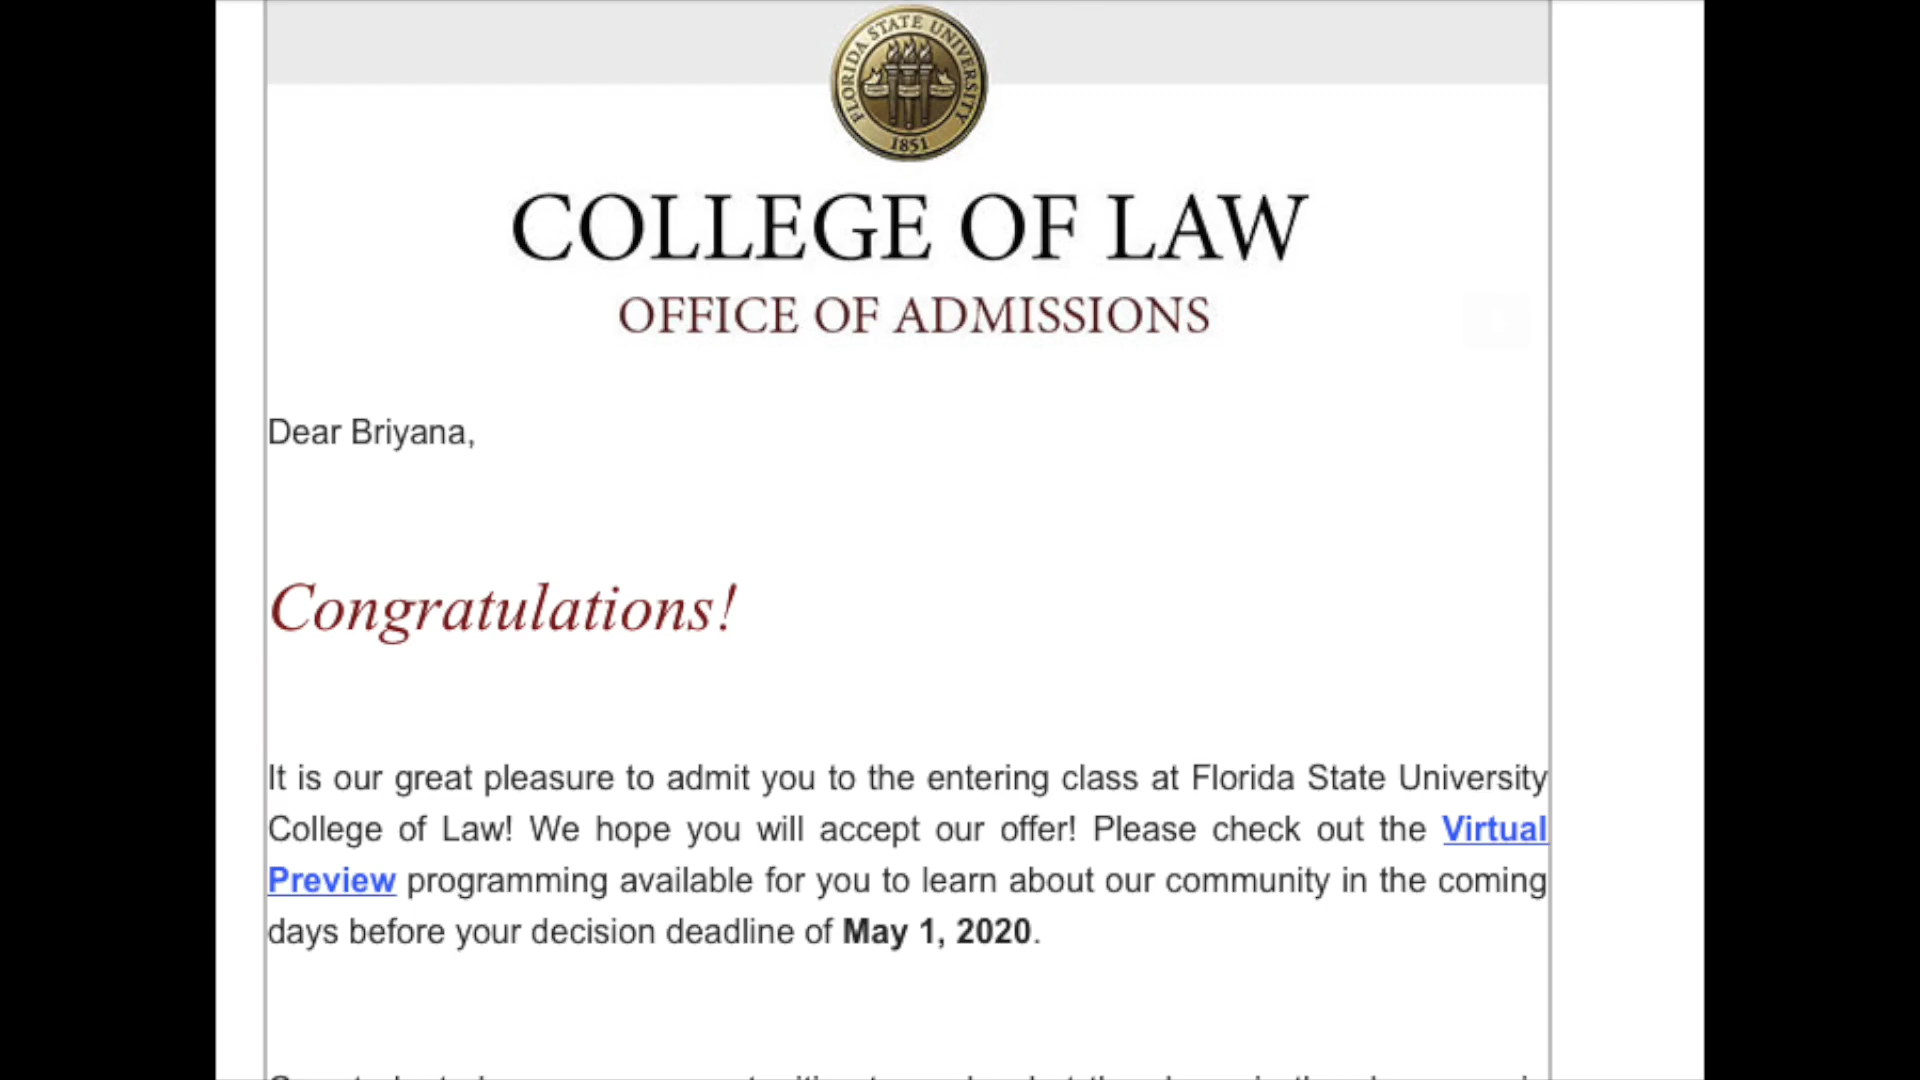 FLORIDA STATE UNIVERSITY
1851
COLLEGE OF LAW
OFFICE OF ADMISSIONS
Dear Briyana,
Congratulations!
It is our great pleasure to admit you to the entering class at Florida State University
College of Law! We hope you will accept our offer! Please check out the Virtual
Preview programming available for you to learn about our community in the coming
days before your decision deadline of May 1, 2020.